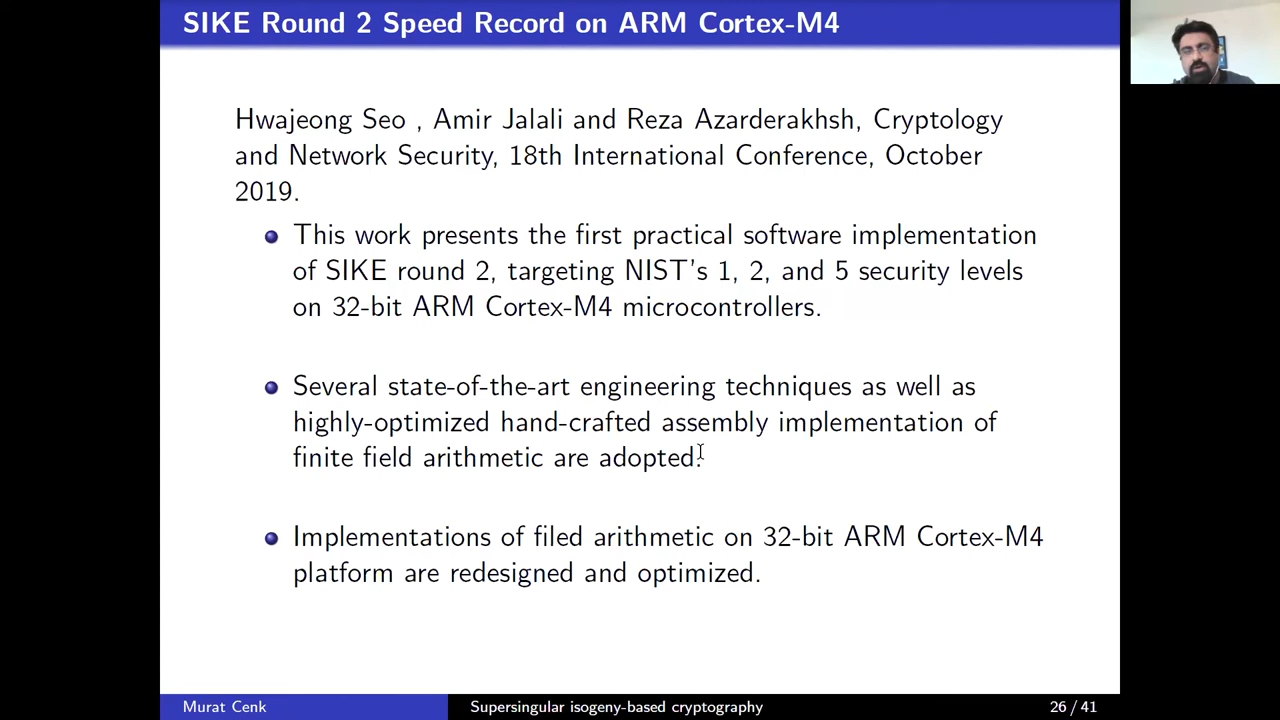 SIKE Round 2 Speed Record on ARM Cortex-M4
Hwajeong Seo , Amir Jalali and Reza Azarderakhsh, Cryptology
and Network Security, 18th International Conference, October
2019.
This work presents the first practical software implementation
of SIKE round 2, targeting NIST's 1, 2, and 5 security levels
on 32-bit ARM Cortex-M4 microcontrollers.
Several state-of-the-art engineering techniques as well as
highly-optimized hand-crafted assembly implementation of
finite field arithmetic are adopted.
Implementations of filed arithmetic on 32-bit ARM Cortex-M4
platform are redesigned and optimized.
Murat Cenk
Supersingular isogeny-based cryptography
26 / 41